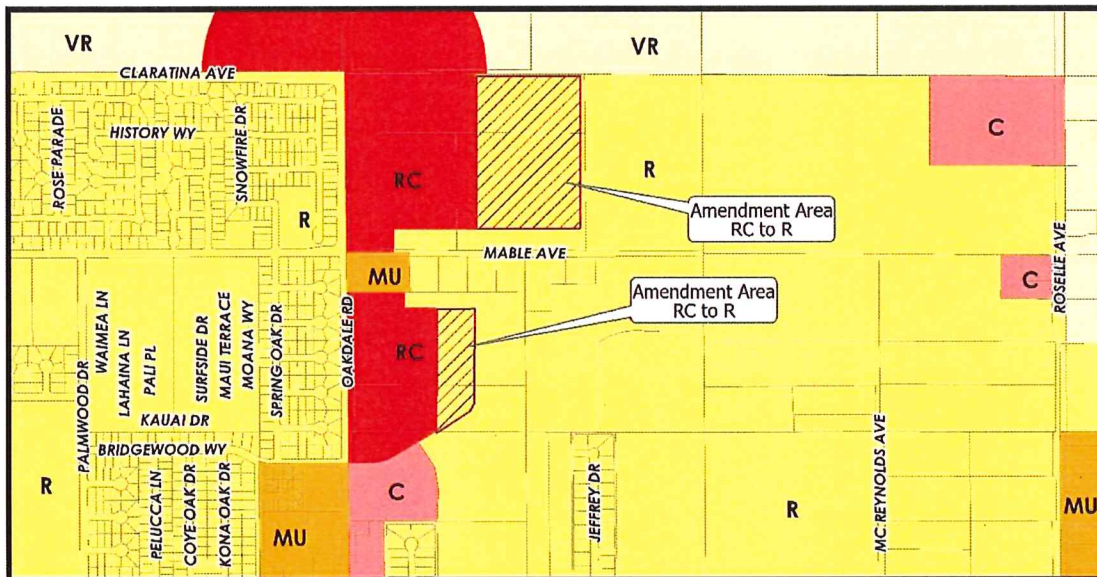 VR
VR
CLARATINA AVE
ROSE PARADE
HISTORY WY
SNOWFIRE DR
R
RC
R
C
Amendment Area
RC to R
MABLE AVE
MU
C
ROSELLE AVE
Amendment Area
RC to R
PALMWOOD DR
WAIMEA LN
LAHAINA LN
PALI PL
SURFSIDE DR
MAUI TERRACE
MOANA WY
SPRING OAK DR
OAKDALE RD
RC
KAUAI DR
BRIDGEWOOD WY
R
PELUCCA LN
COYE OAK DR
KONA OAK DR
MU
C
JEFFREY DR
R
MC REYNOLDS AVE
MU